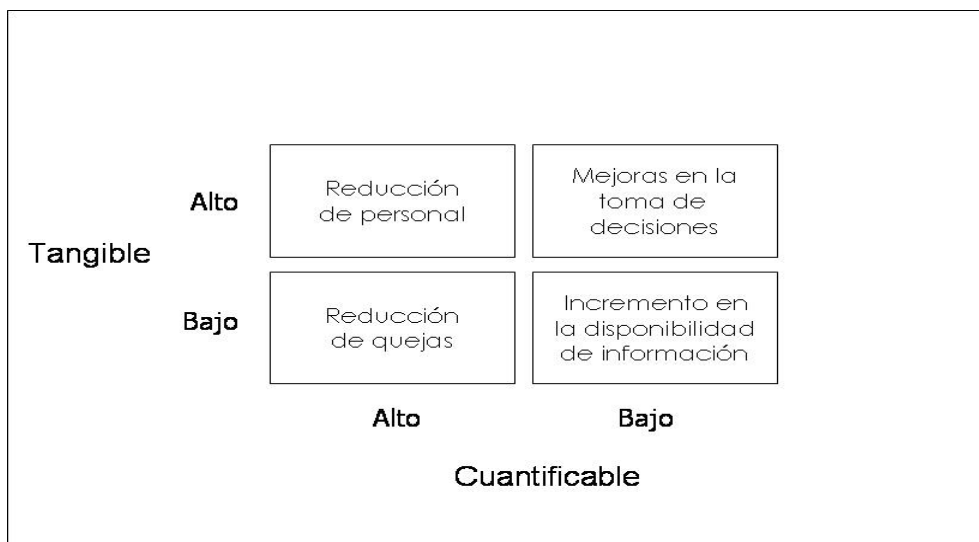 Reducción
de personal
Mejoras en la
toma de
decisiones
Alto
Tangible
Bajo
Reducción
de quejas
Incremento en
la disponibilidad
de información
Alto
Bajo
Cuantificable